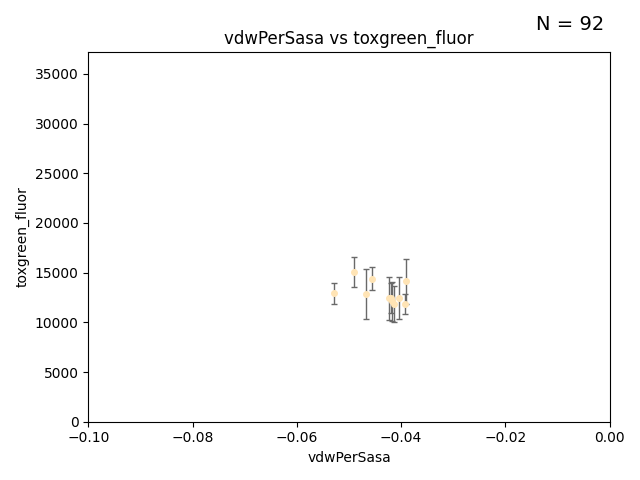 N = 92
vdwPerSasa vs toxgreen_fluor
35000
30000
25000
20000
15000
10000
5000
0
toxgreen_fluor
−0.10 −0.08 −0.06 −0.04 −0.02 0.00
vdwPerSasa